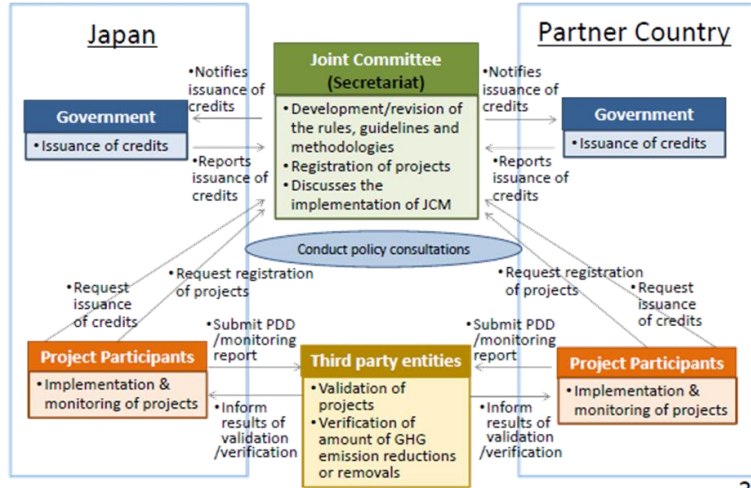 Japan
Partner Country
Joint Committee
(Secretariat)
•Development/revision of
the rules, guidelines and
methodologies
•Registration of projects
•Discusses the
implementation of JCM
•Notifies
issuance of
credits
•Notifies
issuance of
credits
Government
•Issuance of credits
Government
•Issuance of credits
•Reports
issuance of
credits
•Reports
issuance of
credits
Conduct policy consultations
•Request registration
of projects
•Request
issuance
of credits
•Request registration
of projects
•Request
issuance
of credits
•Submit PDD
/monitoring
report
•Submit PDD
/monitoring
report
Project Participants
•Implementation &
monitoring of projects
Third party entities
•Validation of
projects
•Verification of
amount of GHG
emission reductions
or removals
Project Participants
•Implementation &
monitoring of projects
•Inform
results of
validation
/verification
•Inform
results of
validation
/verification